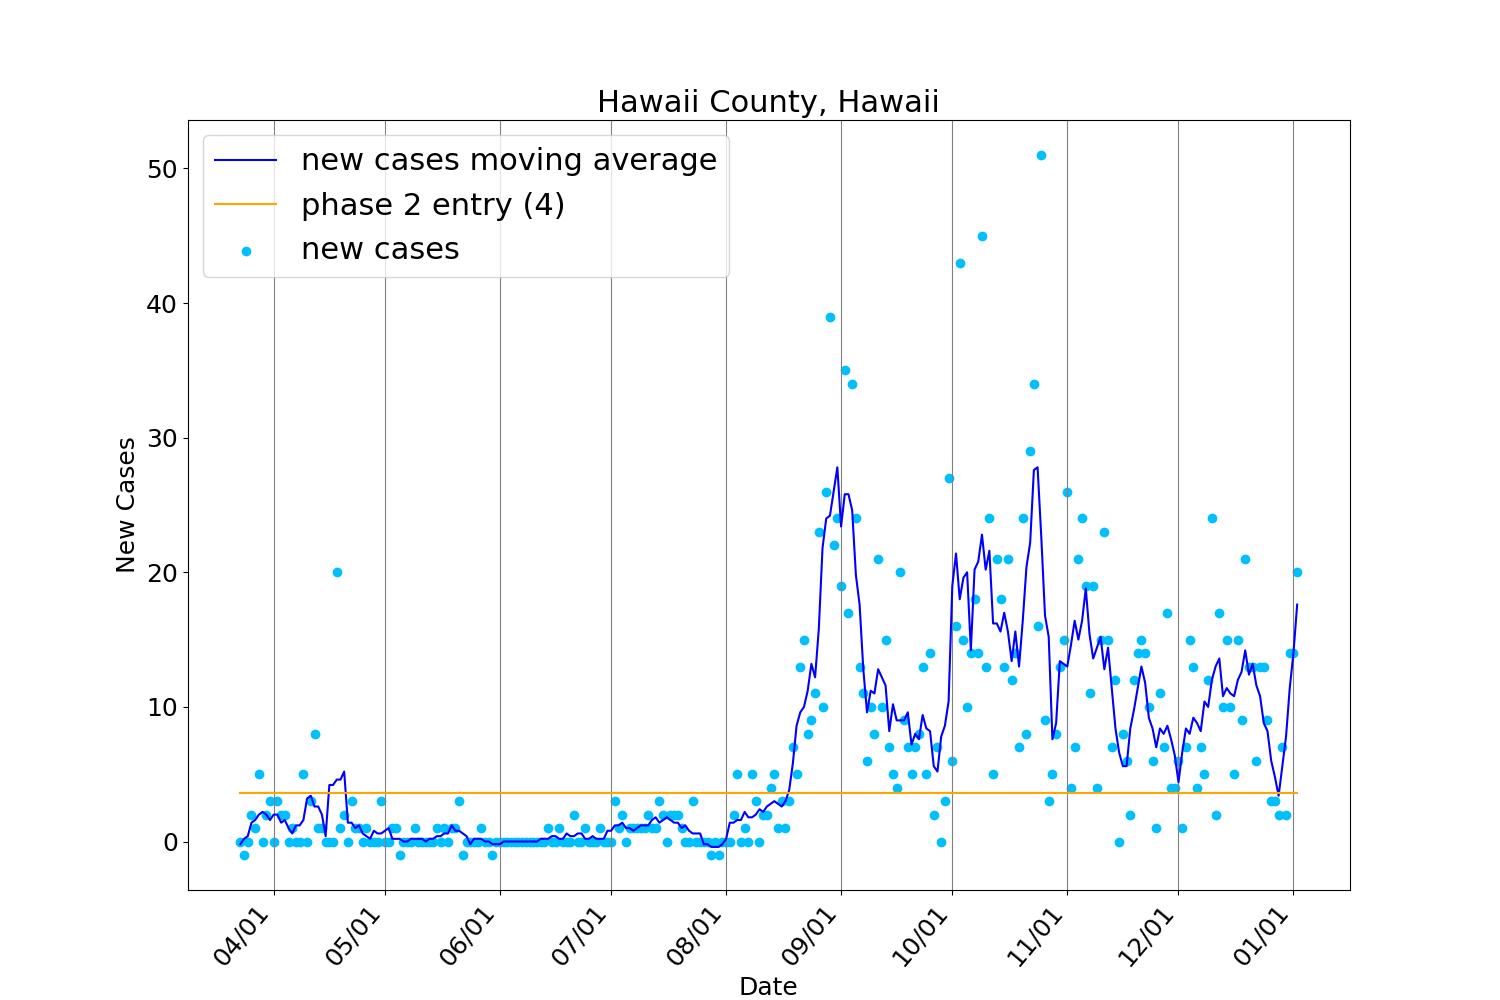 Hawaii County, Hawaii
new cases moving average
phase 2 entry (4)
new cases
50
40
30
20
10
0
New Cases
04/01
05/01
06/01
07/01
08/01
09/01
10/01
11/01
12/01
01/01
Date